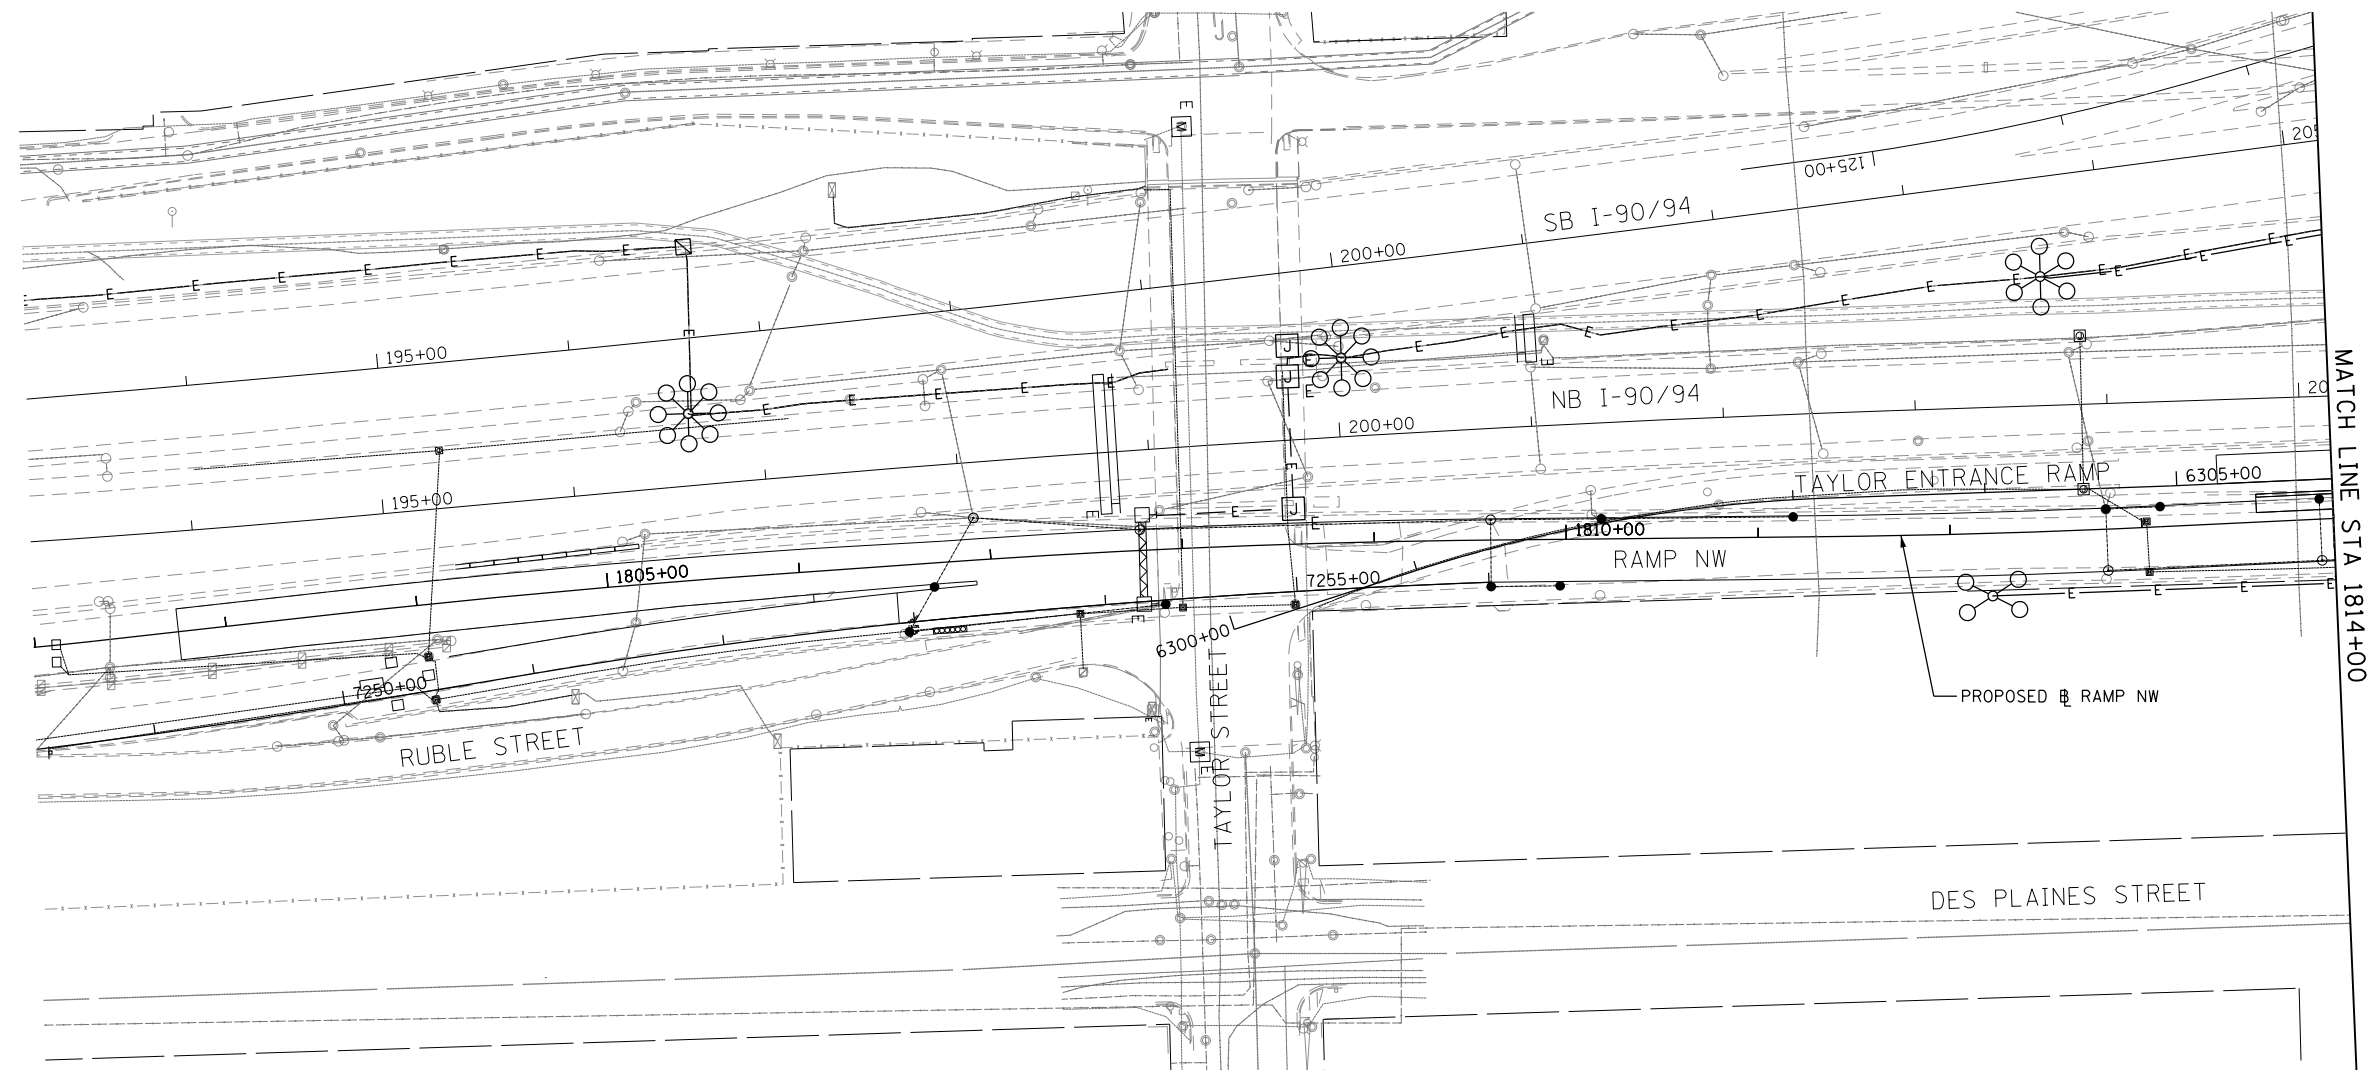 125+00
205
SB I-90/94
200+00
195+00
NB I-90/94
200+00
195+00
TAYLOR ENTRANCE RAMP
6305+00
1810+00
RAMP NW
1805+00
7255+00
6300+00
7250+00
MATCH LINE STA 1814+00
PROPOSED ℄ RAMP NW
RUBLE STREET
TAYLOR STREET
DES PLAINES STREET